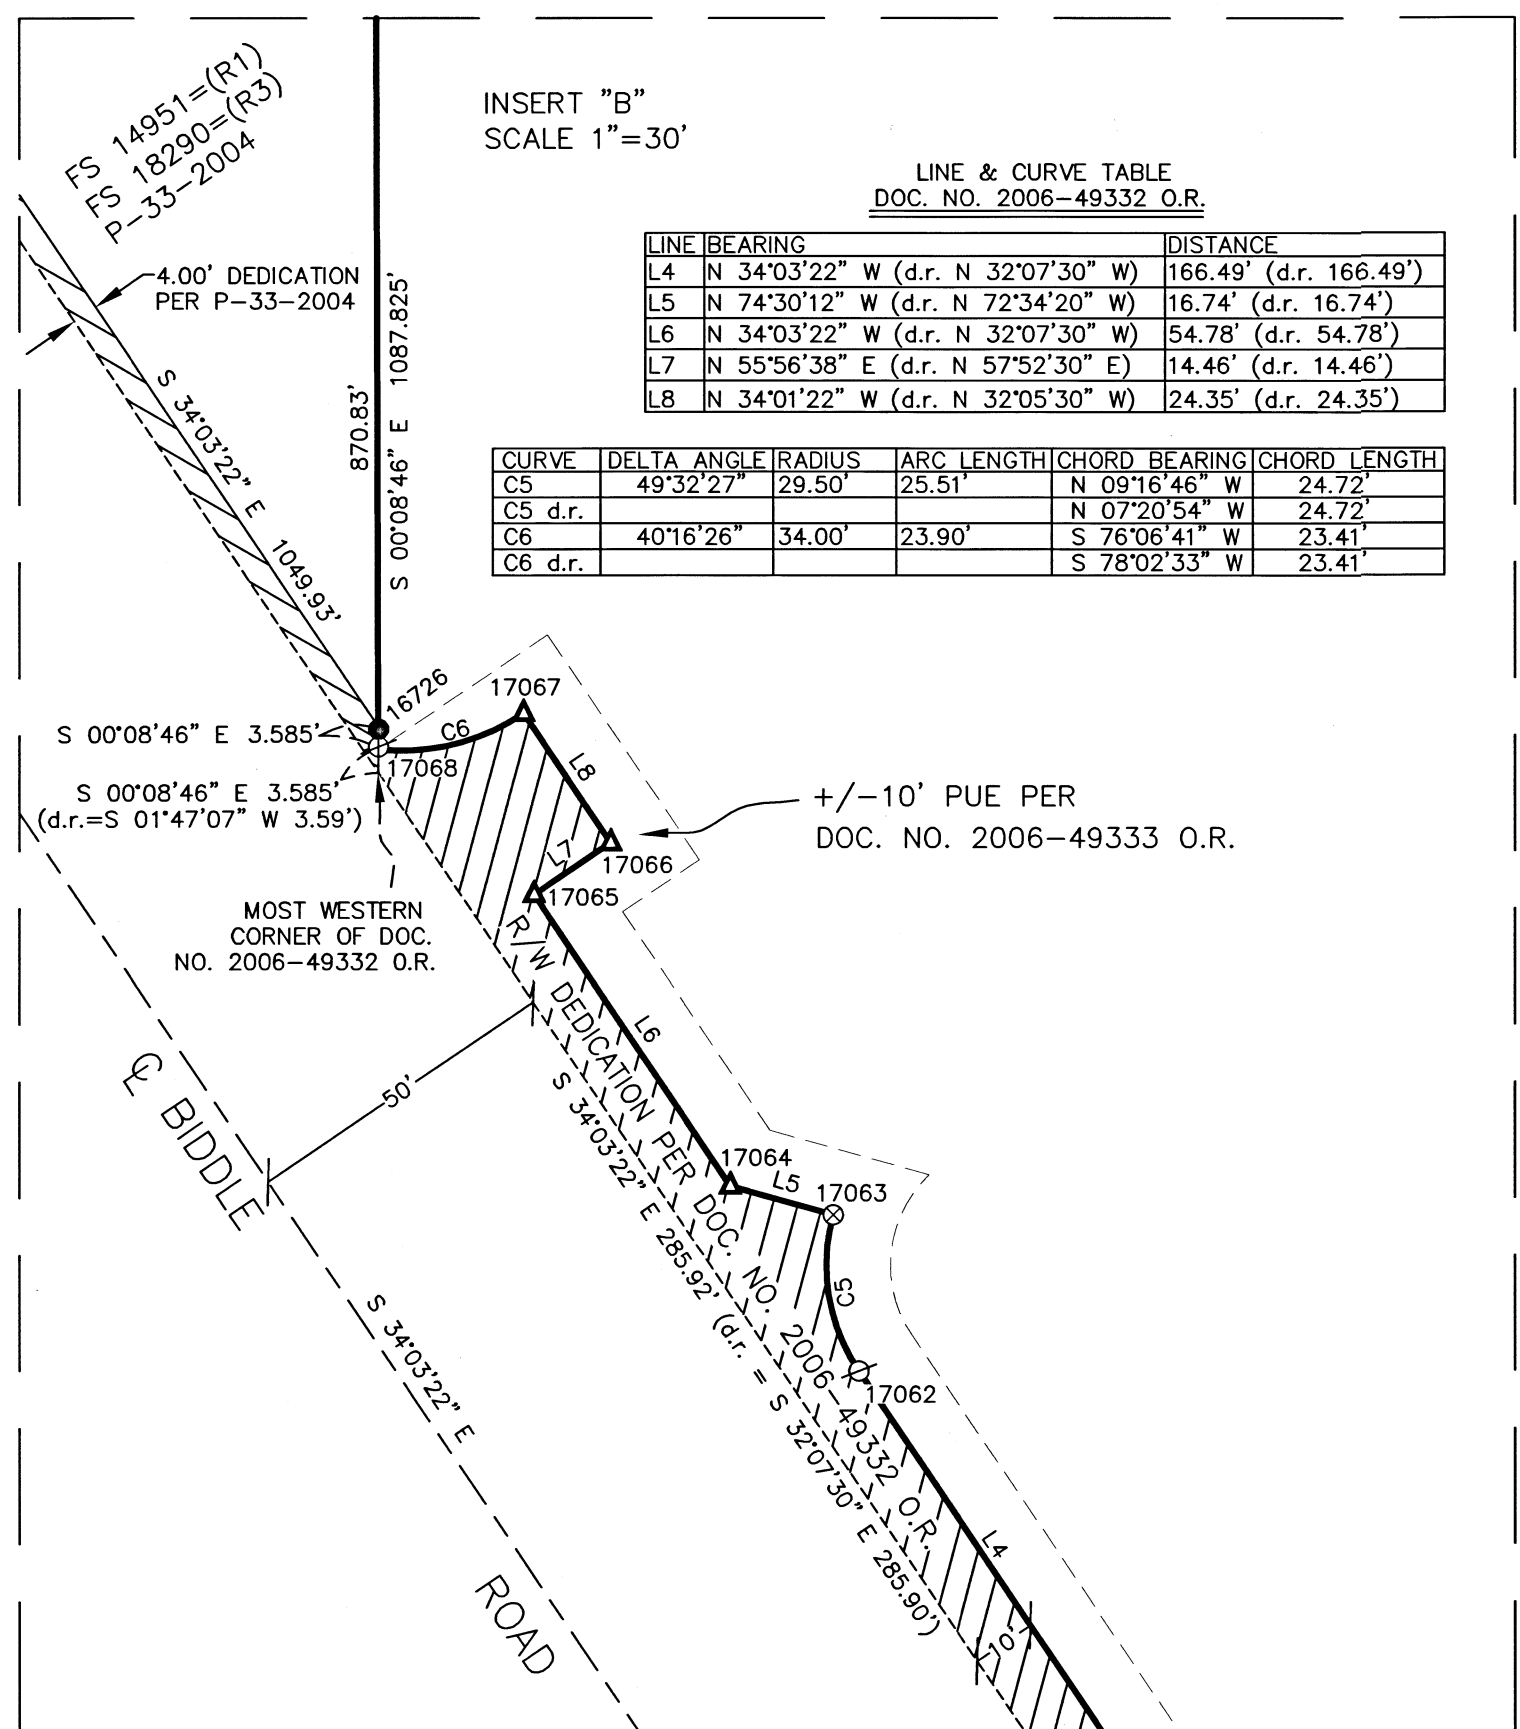 FS 14951=(R1)
FS 18290=(R3)
P-33-2004
INSERT "B"
SCALE 1"=30'
LINE & CURVE TABLE
DOC. NO. 2006-49332 O.R.
LINE BEARING DISTANCE
L4 N 34°03'22" W (d.r. N 32°07'30" W) 166.49' (d.r. 166.49')
L5 N 74°30'12" W (d.r. N 72°34'20" W) 16.74' (d.r. 16.74')
L6 N 34°03'22" W (d.r. N 32°07'30" W) 54.78' (d.r. 54.78')
L7 N 55°56'38" E (d.r. N 57°52'30" E) 14.46' (d.r. 14.46')
L8 N 34°01'22" W (d.r. N 32°05'30" W) 24.35' (d.r. 24.35')
CURVE DELTA ANGLE RADIUS ARC LENGTH CHORD BEARING CHORD LENGTH
C5 49°32'27" 29.50' 25.51' N 09°16'46" W 24.72'
C5 d.r. N 07°20'54" W 24.72'
C6 40°16'26" 34.00' 23.90' S 76°06'41" W 23.41'
C6 d.r. S 78°02'33" W 23.41'
4.00' DEDICATION
PER P-33-2004
870.83'
S 00°08'46" E 1087.825'
S 34°03'22" E 1049.93'
16726
17067
C6
S 00°08'46" E 3.585'
17068
L8
S 00°08'46" E 3.585'
(d.r.=S 01°47'07" W 3.59')
+/-10' PUE PER
DOC. NO. 2006-49333 O.R.
L7
17066
17065
MOST WESTERN
CORNER OF DOC.
NO. 2006-49332 O.R.
R/W DEDICATION PER DOC. NO. 2006-49332 O.R.
L6
50'
S 34°03'22" E 285.92' (d.r. = S 32°07'30" E 285.90')
17064
L5
17063
C5
17062
L4
10'
℄ BIDDLE
S 34°03'22" E
ROAD